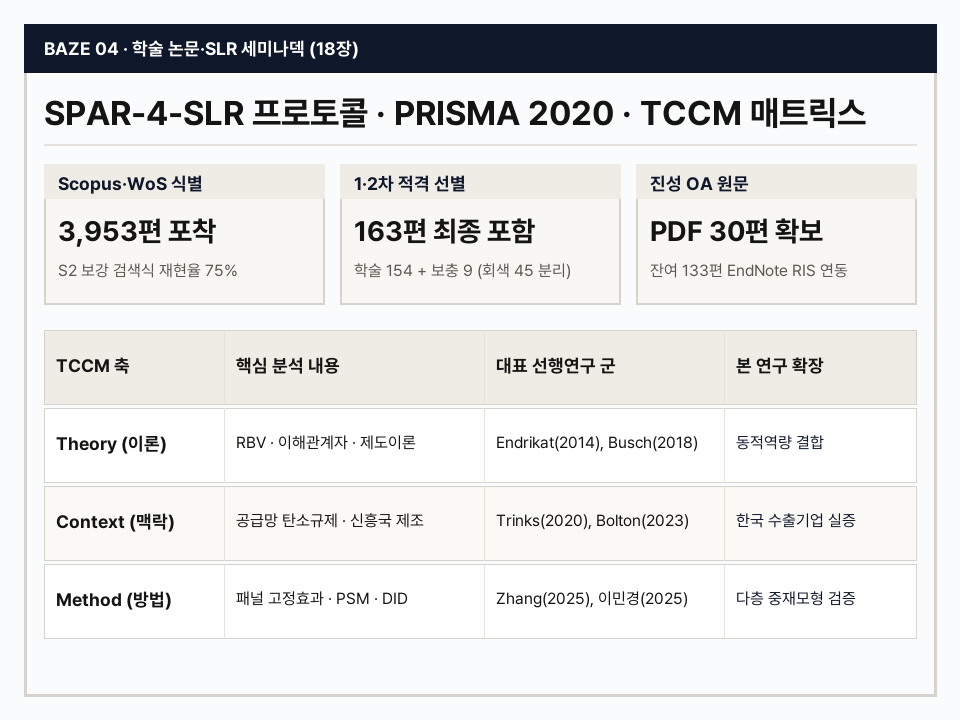 BAZE 04 · 학술 논문·SLR 세미나덱 (18장)
SPAR-4-SLR 프로토콜 · PRISMA 2020 · TCCM 매트릭스
Scopus·WoS 식별
3,953편 포착
S2 보강 검색식 재현율 75%
1·2차 적격 선별
163편 최종 포함
학술 154 + 보충 9 (회색 45 분리)
진성 OA 원문
PDF 30편 확보
잔여 133편 EndNote RIS 연동
TCCM 축 핵심 분석 내용 대표 선행연구 군 본 연구 확장
Theory (이론) RBV · 이해관계자 · 제도이론 Endrikat(2014), Busch(2018) 동적역량 결합
Context (맥락) 공급망 탄소규제 · 신흥국 제조 Trinks(2020), Bolton(2023) 한국 수출기업 실증
Method (방법) 패널 고정효과 · PSM · DID Zhang(2025), 이민경(2025) 다층 중재모형 검증